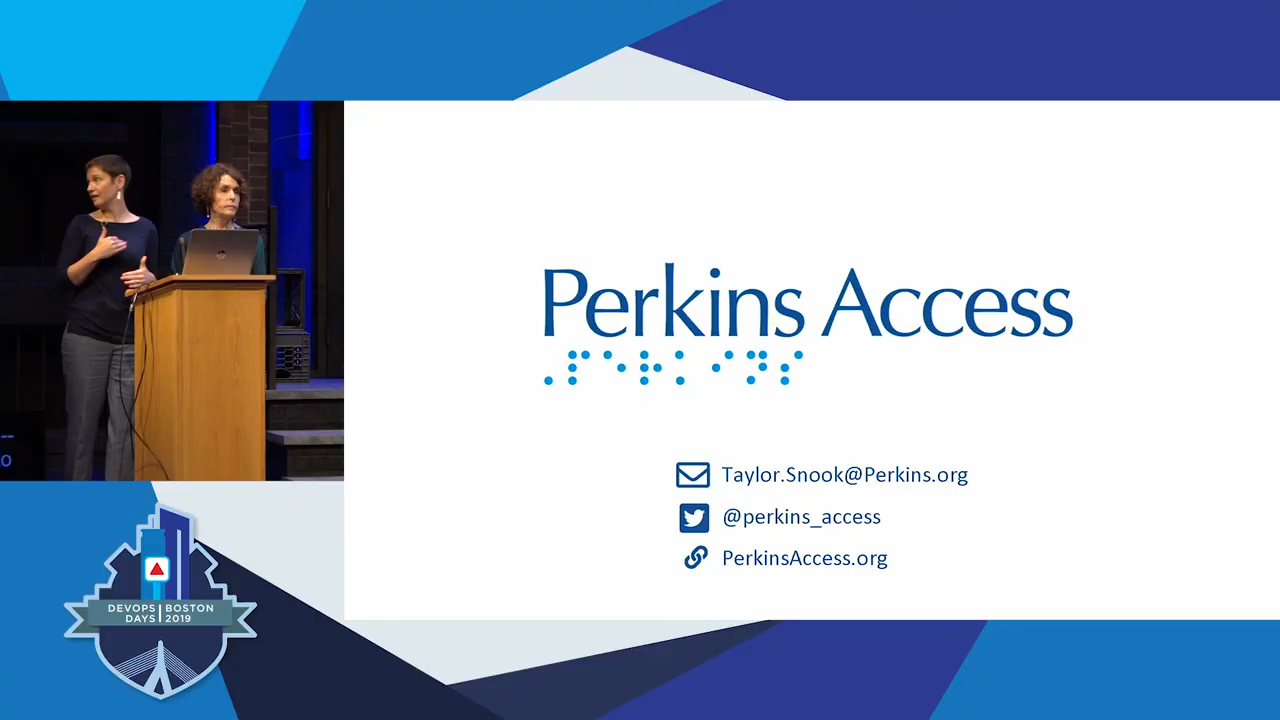 Perkins Access
⠠⠏⠑⠗⠅⠊⠝⠎
Taylor.Snook@Perkins.org
@perkins_access
PerkinsAccess.org
DEVOPS BOSTON
DAYS 2019